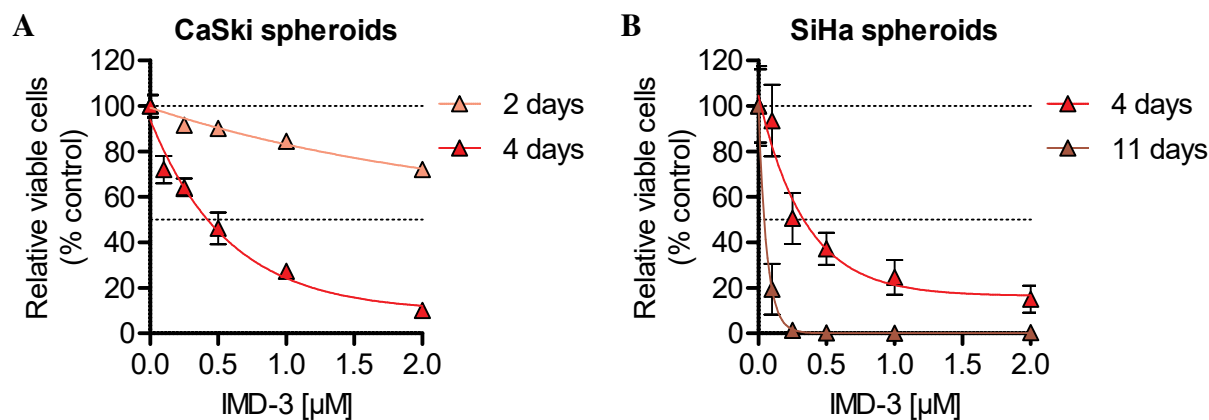 A
CaSki spheroids
Relative viable cells
(% control)
120
100
80
60
40
20
0
0.0
0.5
1.0
1.5
2.0
IMD-3 [µM]
2 days
4 days
B
SiHa spheroids
Relative viable cells
(% control)
120
100
80
60
40
20
0
0.0
0.5
1.0
1.5
2.0
IMD-3 [µM]
4 days
11 days